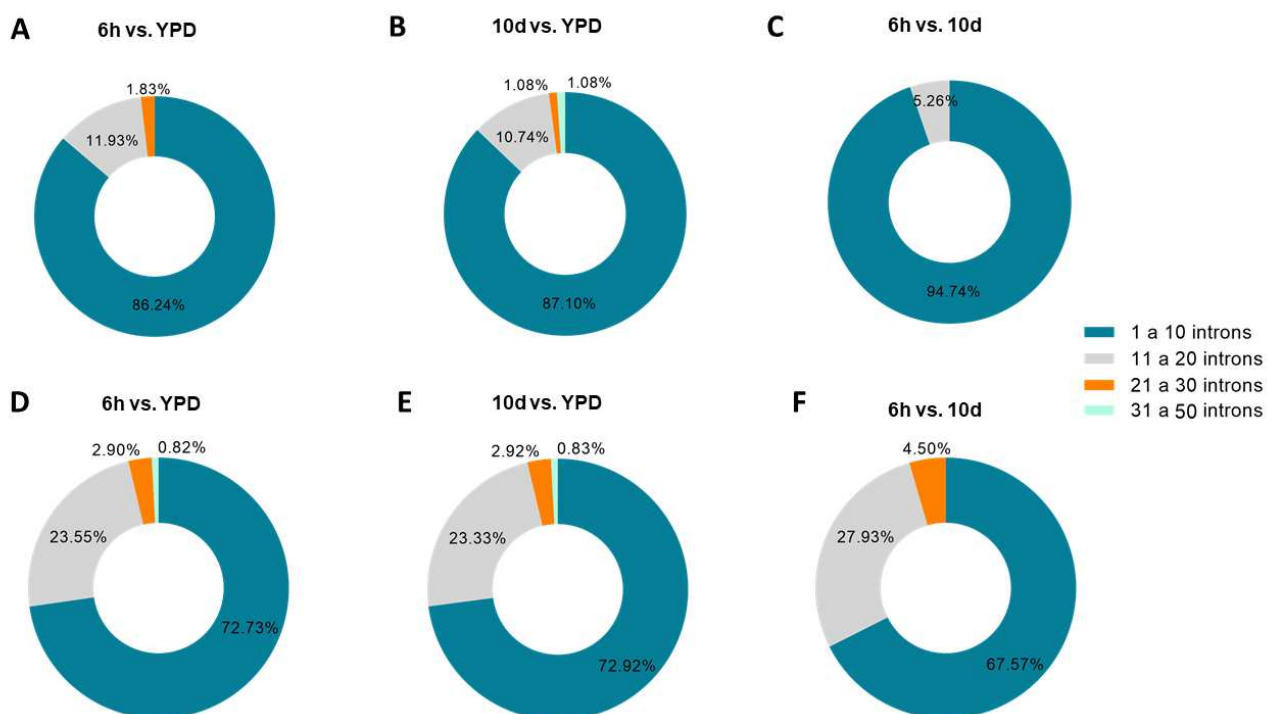 A
6h vs. YPD
B
10d vs. YPD
C
6h vs. 10d
1.83%
11.93%
86.24%
1.08%
1.08%
10.74%
87.10%
5.26%
94.74%
1 a 10 introns
11 a 20 introns
21 a 30 introns
31 a 50 introns
D
6h vs. YPD
E
10d vs. YPD
F
6h vs. 10d
2.90%
0.82%
23.55%
72.73%
2.92%
0.83%
23.33%
72.92%
4.50%
27.93%
67.57%